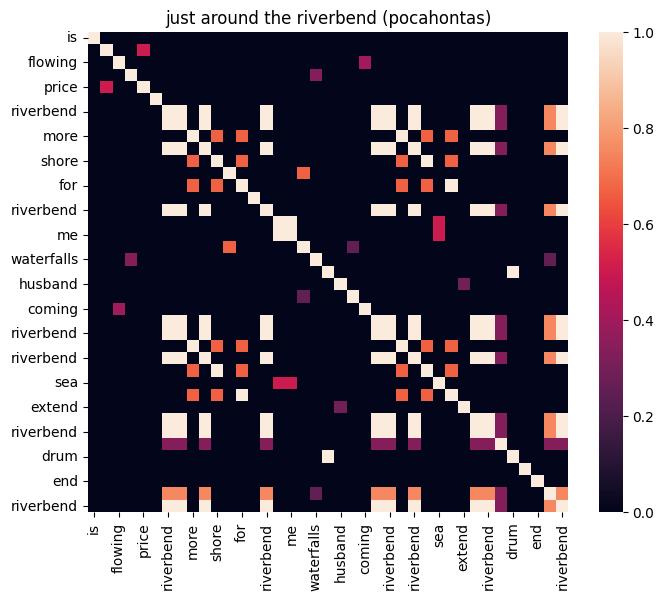 just around the riverbend (pocahontas)
is
flowing
price
riverbend
more
shore
for
riverbend
me
waterfalls
husband
coming
riverbend
riverbend
sea
extend
riverbend
drum
end
riverbend
1.0
0.8
0.6
0.4
0.2
0.0
is
flowing
price
riverbend
more
shore
for
riverbend
me
waterfalls
husband
coming
riverbend
riverbend
sea
extend
riverbend
drum
end
riverbend